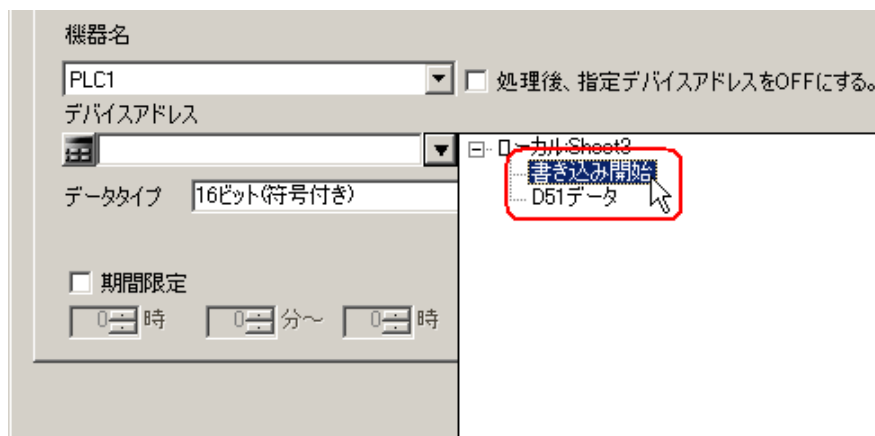 機器名
PLC1
処理後、指定デバイスアドレスをOFFにする。
デバイスアドレス
ローカル:Sheet3
書き込み開始
D51データ
データタイプ 16ビット(符号付き)
期間限定
0 時 0 分～ 0 時